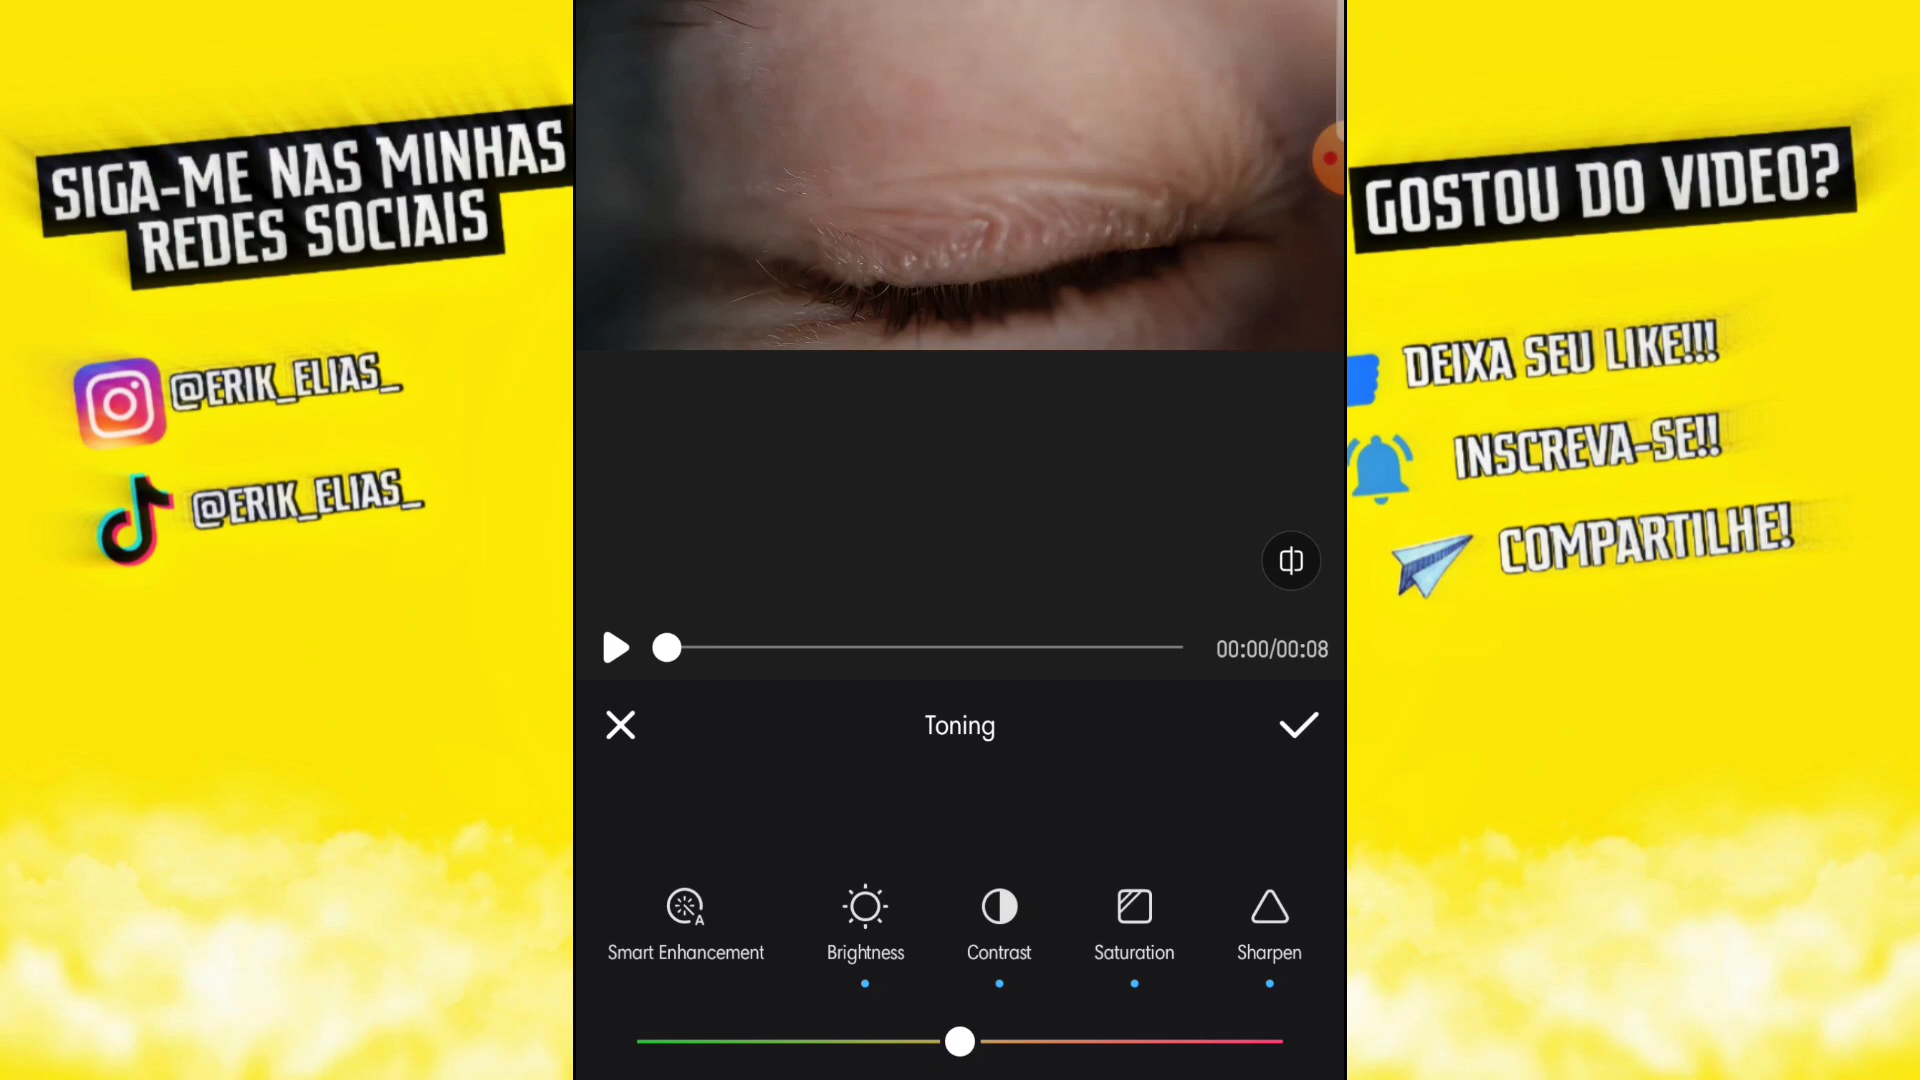 SIGA-ME NAS MINHAS
REDES SOCIAIS
@ERIK_ELIAS_
@ERIK_ELIAS_
00:00/00:08
Toning
Smart Enhancement
Brightness
Contrast
Saturation
Sharpen
GOSTOU DO VIDEO?
DEIXA SEU LIKE!!!
INSCREVA-SE!!
COMPARTILHE!